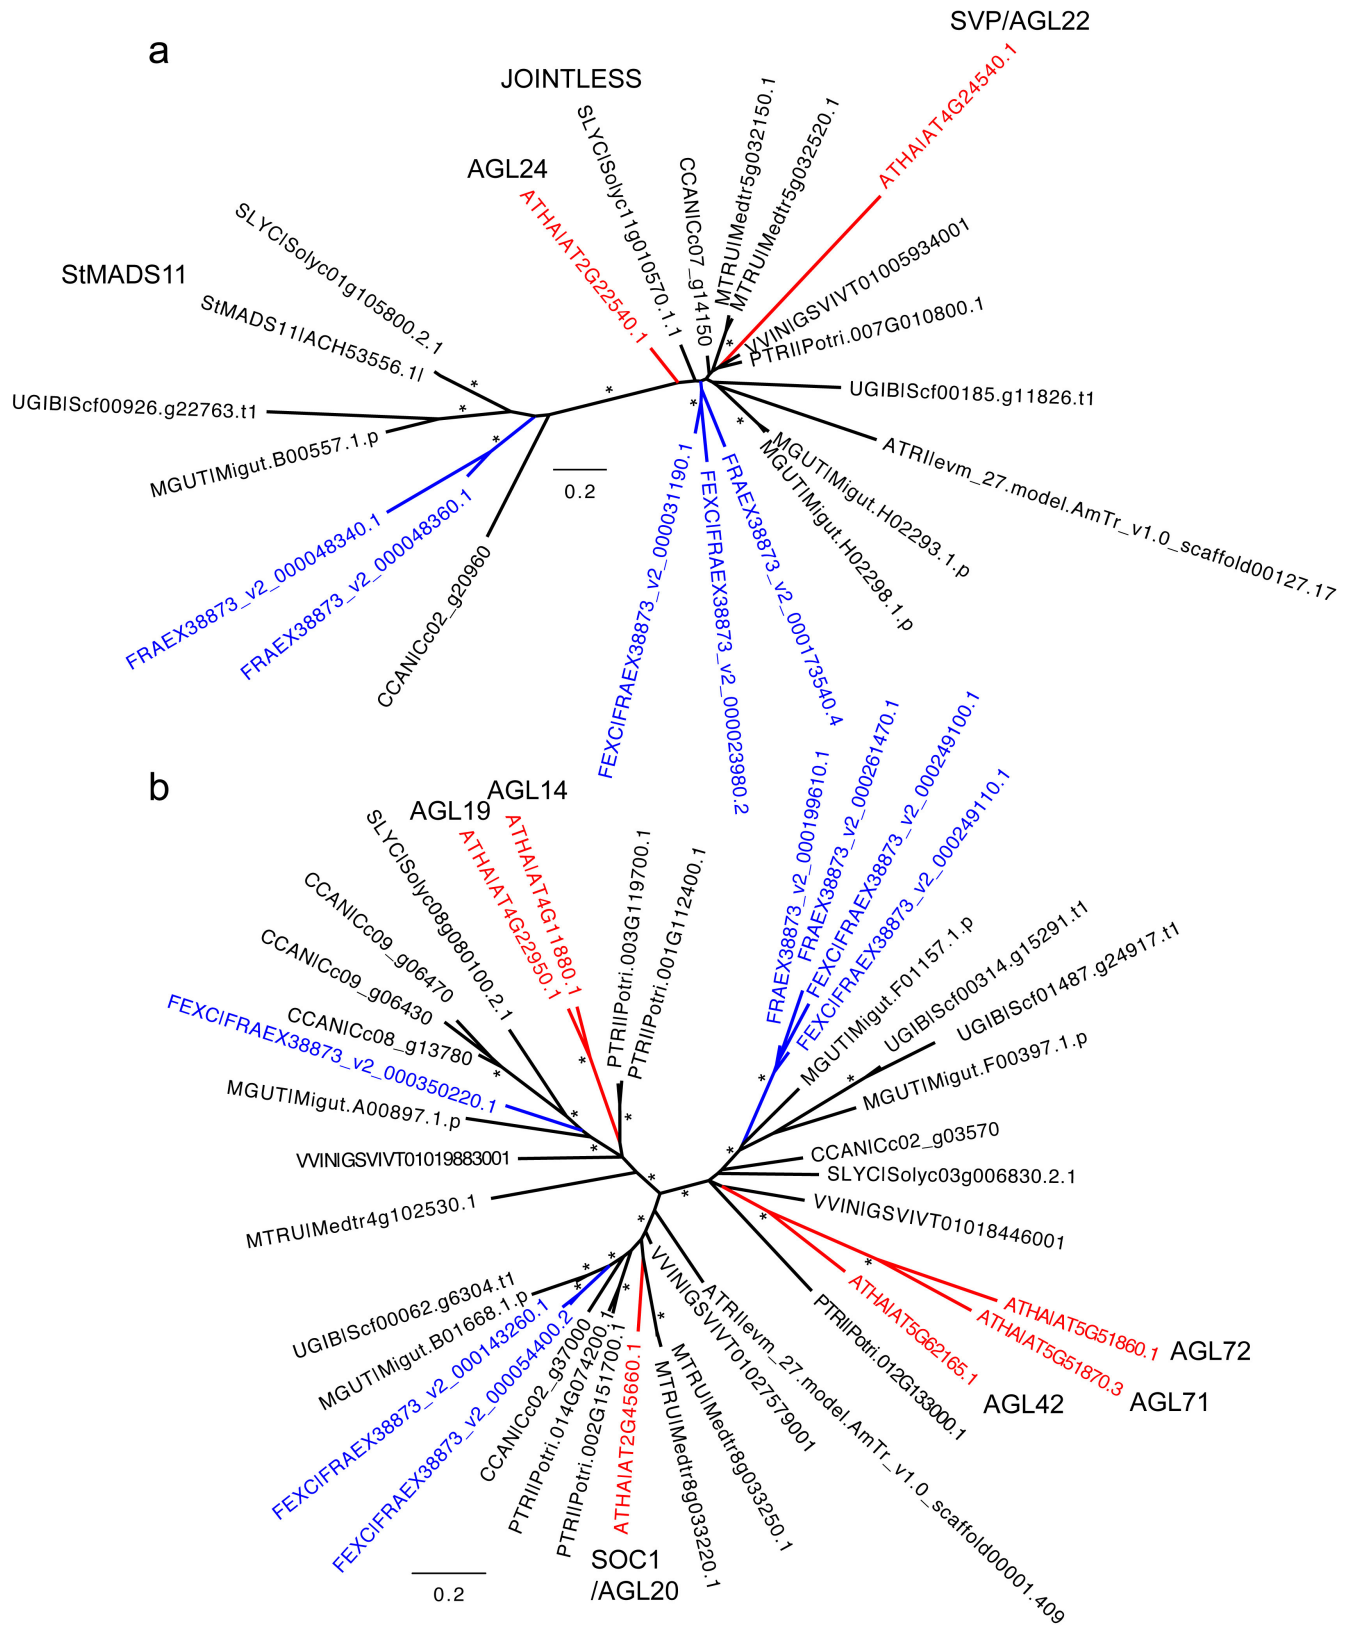 a
SVP/AGL22
ATHA|AT4G24540.1
JOINTLESS
SLYC|Solyc11g010570.1.1
MTRU|Medtr5g032150.1
MTRU|Medtr5g032520.1
CCAN|Cc07_g14150
AGL24
ATHA|AT2G22540.1
SLYC|Solyc01g105800.2.1
StMADS11
StMADS11|ACH53556.1|
VVIN|GSVIVT01005934001
PTRI|Potri.007G010800.1
UGIB|Scf00926.g22763.t1
UGIB|Scf00185.g11826.t1
MGUT|Migut.B00557.1.p
ATRI|evm_27.model.AmTr_v1.0_scaffold00127.17
MGUT|Migut.H02293.1.p
MGUT|Migut.H02298.1.p
FRAEX38873_v2_000048340.1
FRAEX38873_v2_000048360.1
CCAN|Cc02_g20960
0.2
FEXC|FRAEX38873_v2_000031190.1
FEXC|FRAEX38873_v2_000023980.2
FRAEX38873_v2_000173540.4
b
AGL14
AGL19
ATHA|AT4G11880.1
ATHA|AT4G22950.1
SLYC|Solyc08g080100.2.1
PTRI|Potri.003G119700.1
PTRI|Potri.001G112400.1
FRAEX38873_v2_000199610.1
FRAEX38873_v2_000261470.1
FEXC|FRAEX38873_v2_000249100.1
FEXC|FRAEX38873_v2_000249110.1
CCAN|Cc09_g06470
CCAN|Cc09_g06430
CCAN|Cc08_g13780
FEXC|FRAEX38873_v2_000350220.1
MGUT|Migut.A00897.1.p
VVIN|GSVIVT01019883001
MTRU|Medtr4g102530.1
MGUT|Migut.F01157.1.p
UGIB|Scf00314.g15291.t1
UGIB|Scf01487.g24917.t1
MGUT|Migut.F00397.1.p
CCAN|Cc02_g03570
SLYC|Solyc03g006830.2.1
VVIN|GSVIVT01018446001
ATHA|AT5G51860.1
AGL72
ATHA|AT5G51870.3
AGL71
ATHA|AT5G62165.1
AGL42
PTRI|Potri.012G133000.1
UGIB|Scf00062.g6304.t1
MGUT|Migut.B01668.1.p
FEXC|FRAEX38873_v2_000143260.1
FEXC|FRAEX38873_v2_000054400.2
CCAN|Cc02_g37000
PTRI|Potri.014G074200.1
PTRI|Potri.002G151700.1
ATHA|AT2G45660.1
SOC1
/AGL20
MTRU|Medtr8g033220.1
MTRU|Medtr8g033250.1
VVIN|GSVIVT01027579001
ATRI|evm_27.model.AmTr_v1.0_scaffold00001.409
0.2